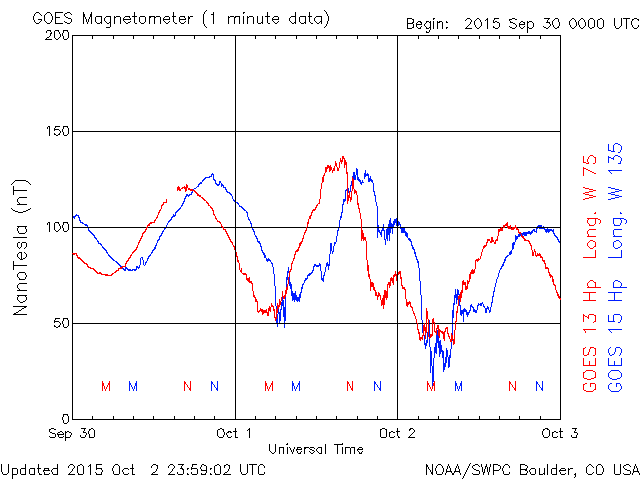 GOES Magnetometer (1 minute data)
Begin: 2015 Sep 30 0000 UTC
200
150
100
50
0
NanoTesla (nT)
M M N N M M N N M M N N
Sep 30 Oct 1 Oct 2 Oct 3
Universal Time
GOES 13 Hp Long. W 75
GOES 15 Hp Long. W 135
Updated 2015 Oct 2 23:59:02 UTC
NOAA/SWPC Boulder, CO USA